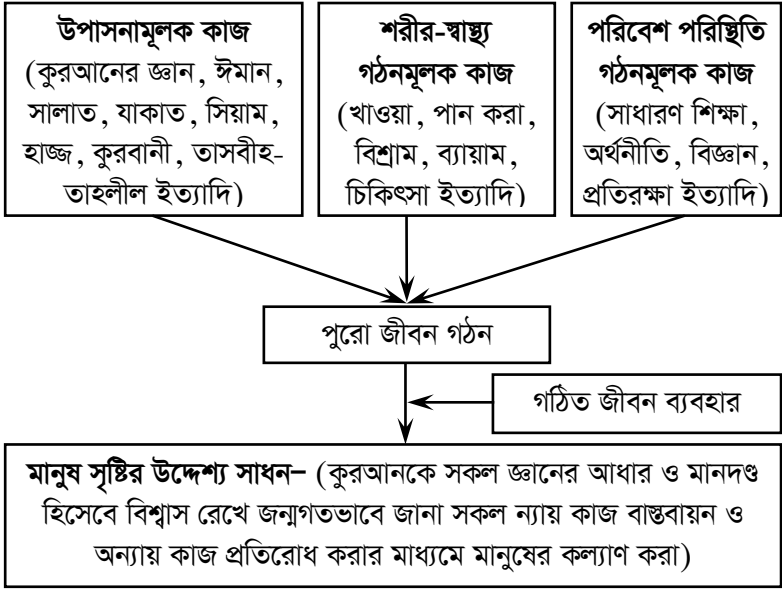 উপাসনামূলক কাজ
(কুরআনের জ্ঞান, ঈমান,
সালাত, যাকাত, সিয়াম,
হাজ্জ, কুরবানী, তাসবীহ-
তাহলীল ইত্যাদি)
শরীর-স্বাস্থ্য
গঠনমূলক কাজ
(খাওয়া, পান করা,
বিশ্রাম, ব্যায়াম,
চিকিৎসা ইত্যাদি)
পরিবেশ পরিস্থিতি
গঠনমূলক কাজ
(সাধারণ শিক্ষা,
অর্থনীতি, বিজ্ঞান,
প্রতিরক্ষা ইত্যাদি)
পুরো জীবন গঠন
গঠিত জীবন ব্যবহার
মানুষ সৃষ্টির উদ্দেশ্য সাধন– (কুরআনকে সকল জ্ঞানের আধার ও মানদণ্ড
হিসেবে বিশ্বাস রেখে জন্মগতভাবে জানা সকল ন্যায় কাজ বাস্তবায়ন ও
অন্যায় কাজ প্রতিরোধ করার মাধ্যমে মানুষের কল্যাণ করা)